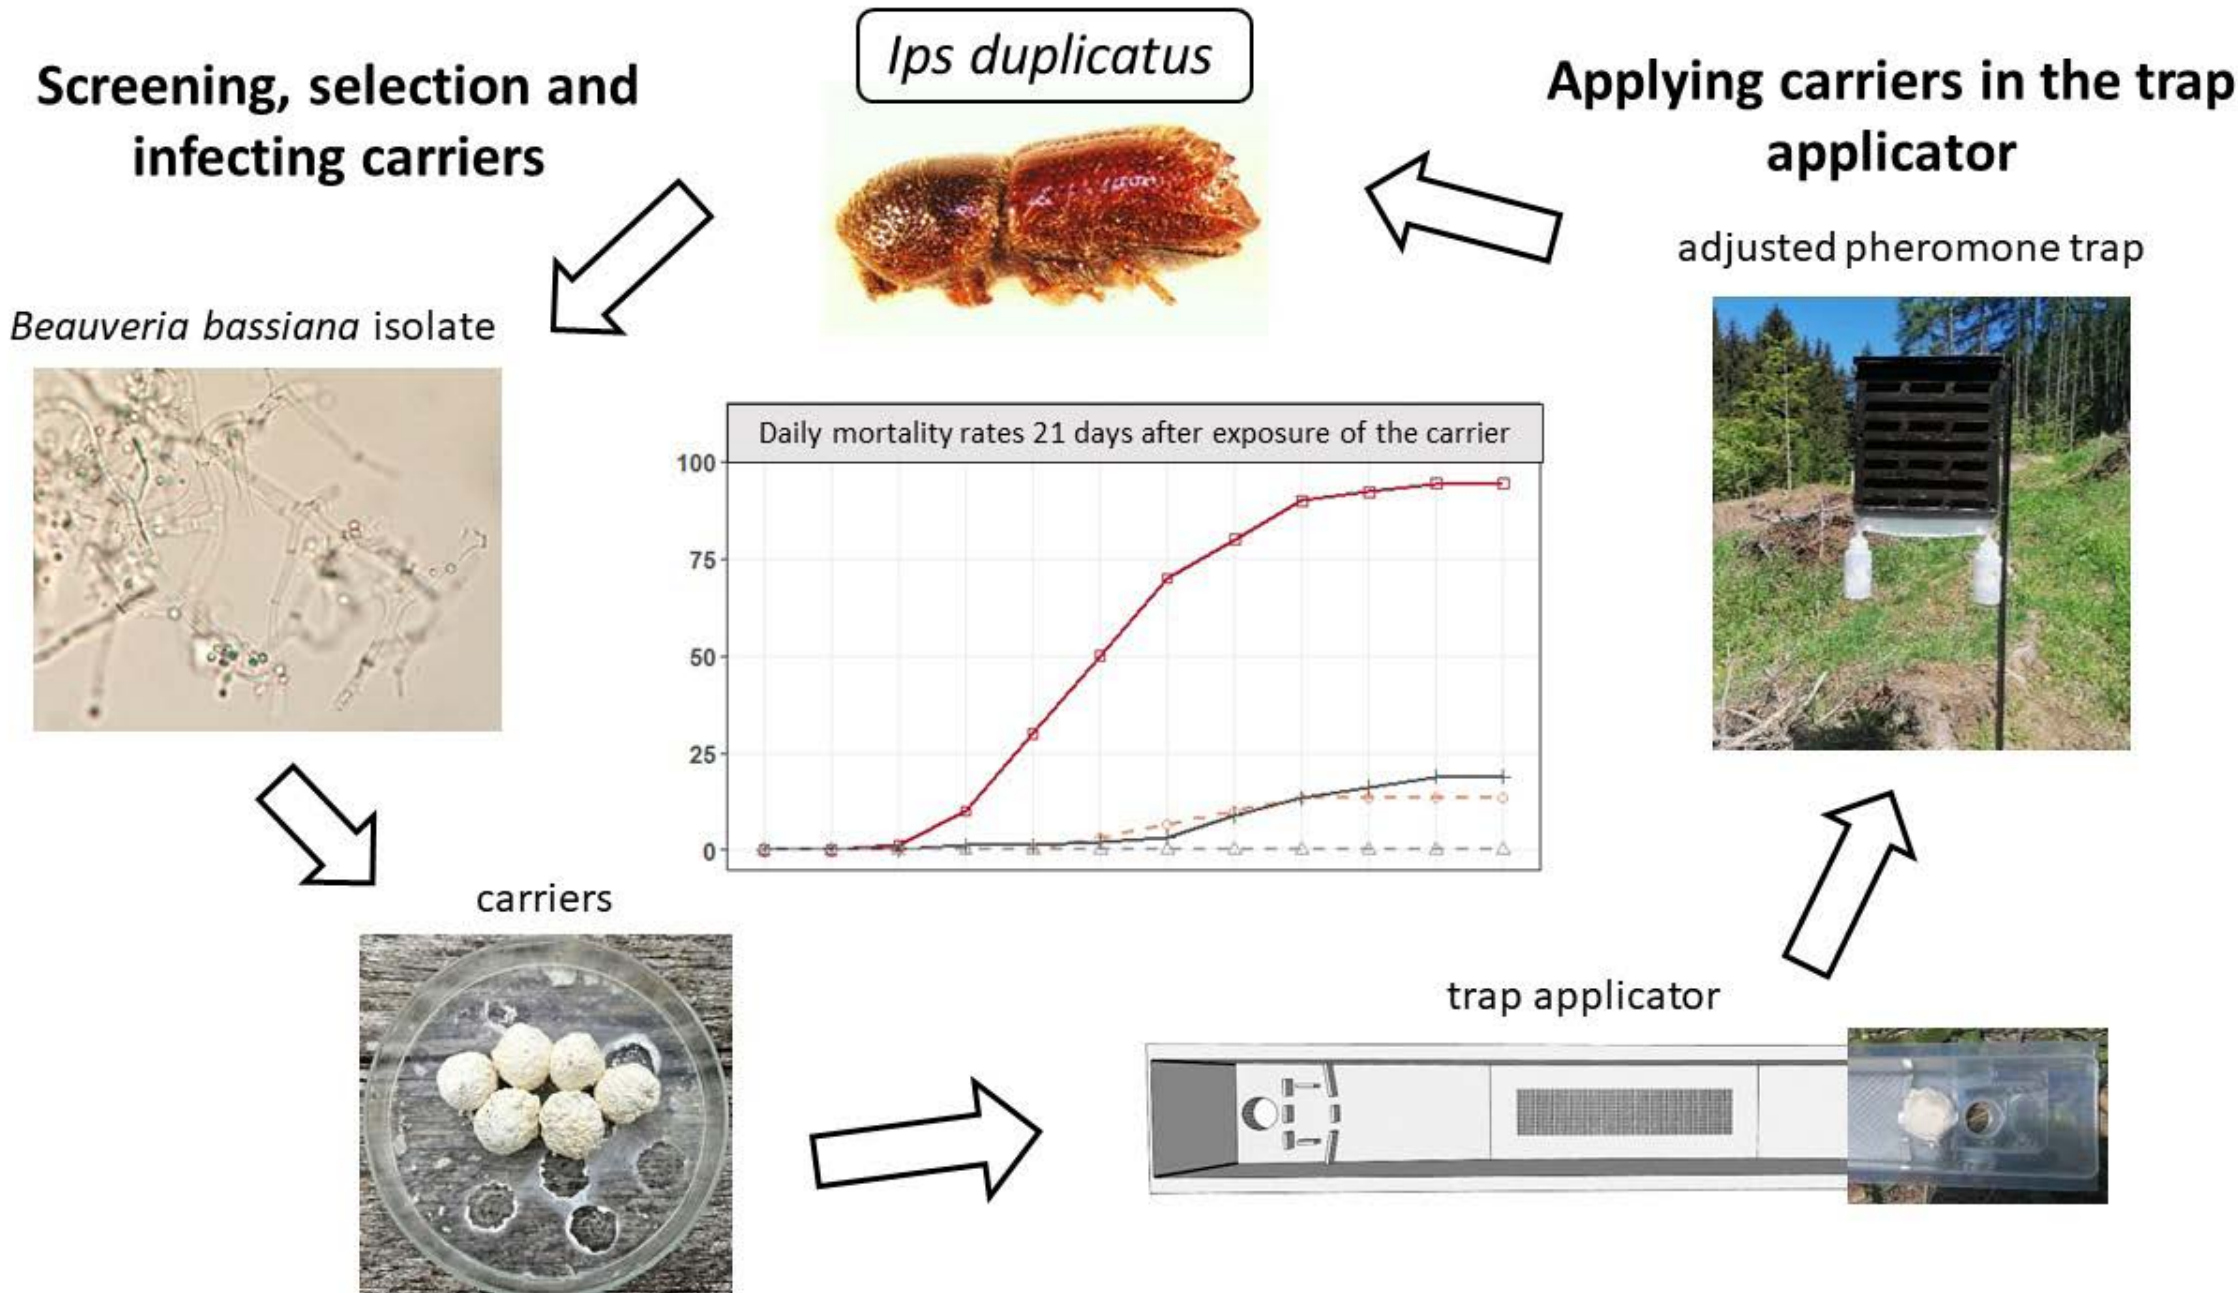 Screening, selection and
infecting carriers
Ips duplicatus
Applying carriers in the trap
applicator
Beauveria bassiana isolate
adjusted pheromone trap
Daily mortality rates 21 days after exposure of the carrier
100
75
50
25
0
carriers
trap applicator